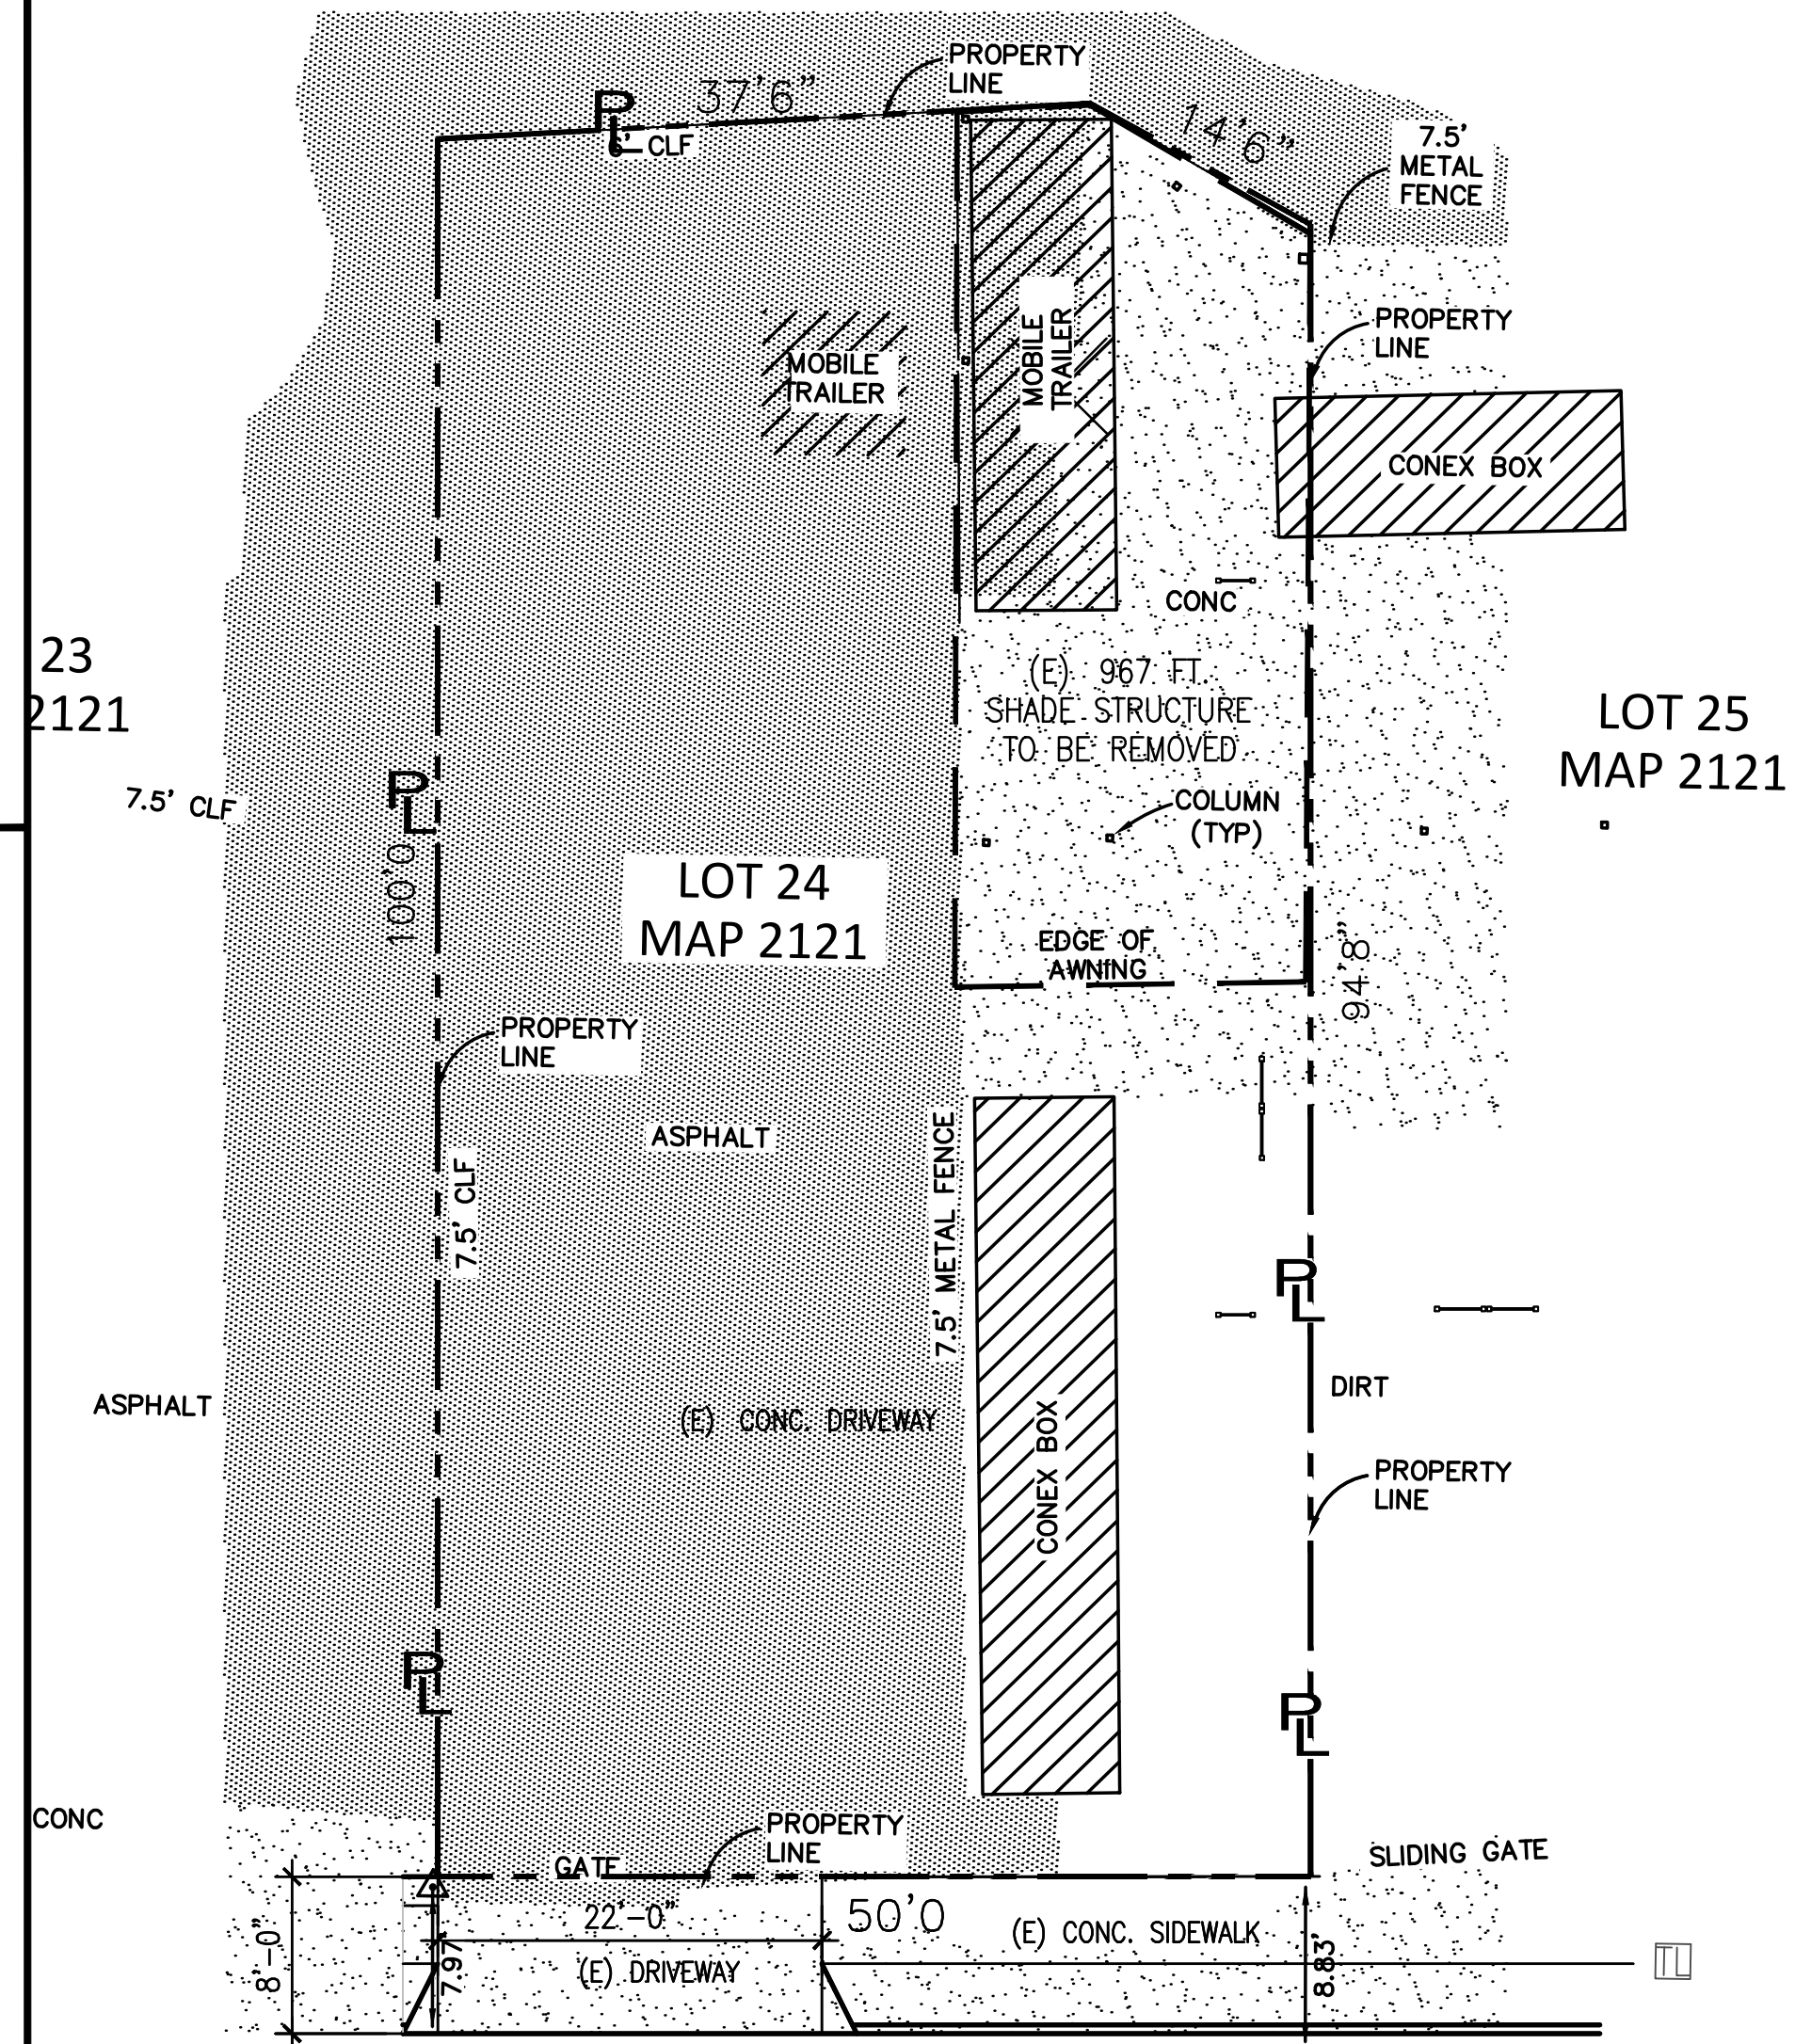 PROPERTY
LINE
37'6"
14'6"
6' CLF
7.5'
METAL
FENCE
PROPERTY
LINE
MOBILE
TRAILER
MOBILE
TRAILER
CONEX BOX
CONC
23
2121
(E) 967 FT.
SHADE STRUCTURE
TO BE REMOVED
LOT 25
MAP 2121
7.5' CLF
PL
100'0
COLUMN
(TYP)
LOT 24
MAP 2121
EDGE OF
AWNING
94'8"
PROPERTY
LINE
ASPHALT
7.5' CLF
7.5' METAL FENCE
PL
DIRT
ASPHALT
(E) CONC. DRIVEWAY
CONEX BOX
PROPERTY
LINE
PL
PL
CONC
PROPERTY
LINE
GATE
SLIDING GATE
22'-0"
50'0
(E) CONC. SIDEWALK
8'-0"
7.97'
(E) DRIVEWAY
8.83'
PL